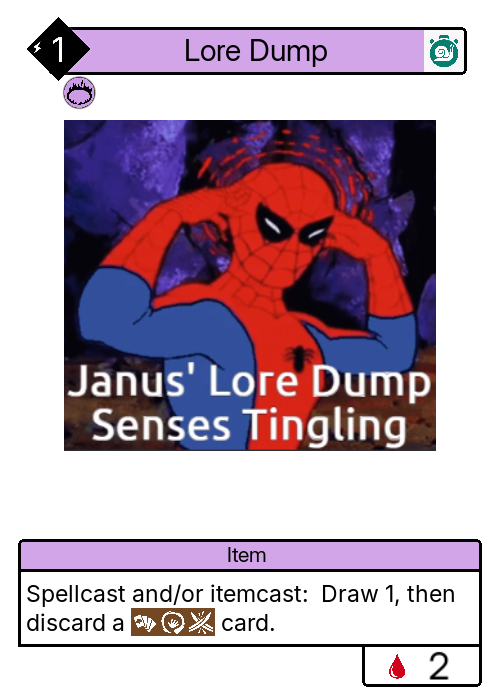 1
Lore Dump
Janus' Lore Dump
Senses Tingling
Item
Spellcast and/or itemcast: Draw 1, then
discard a card.
2